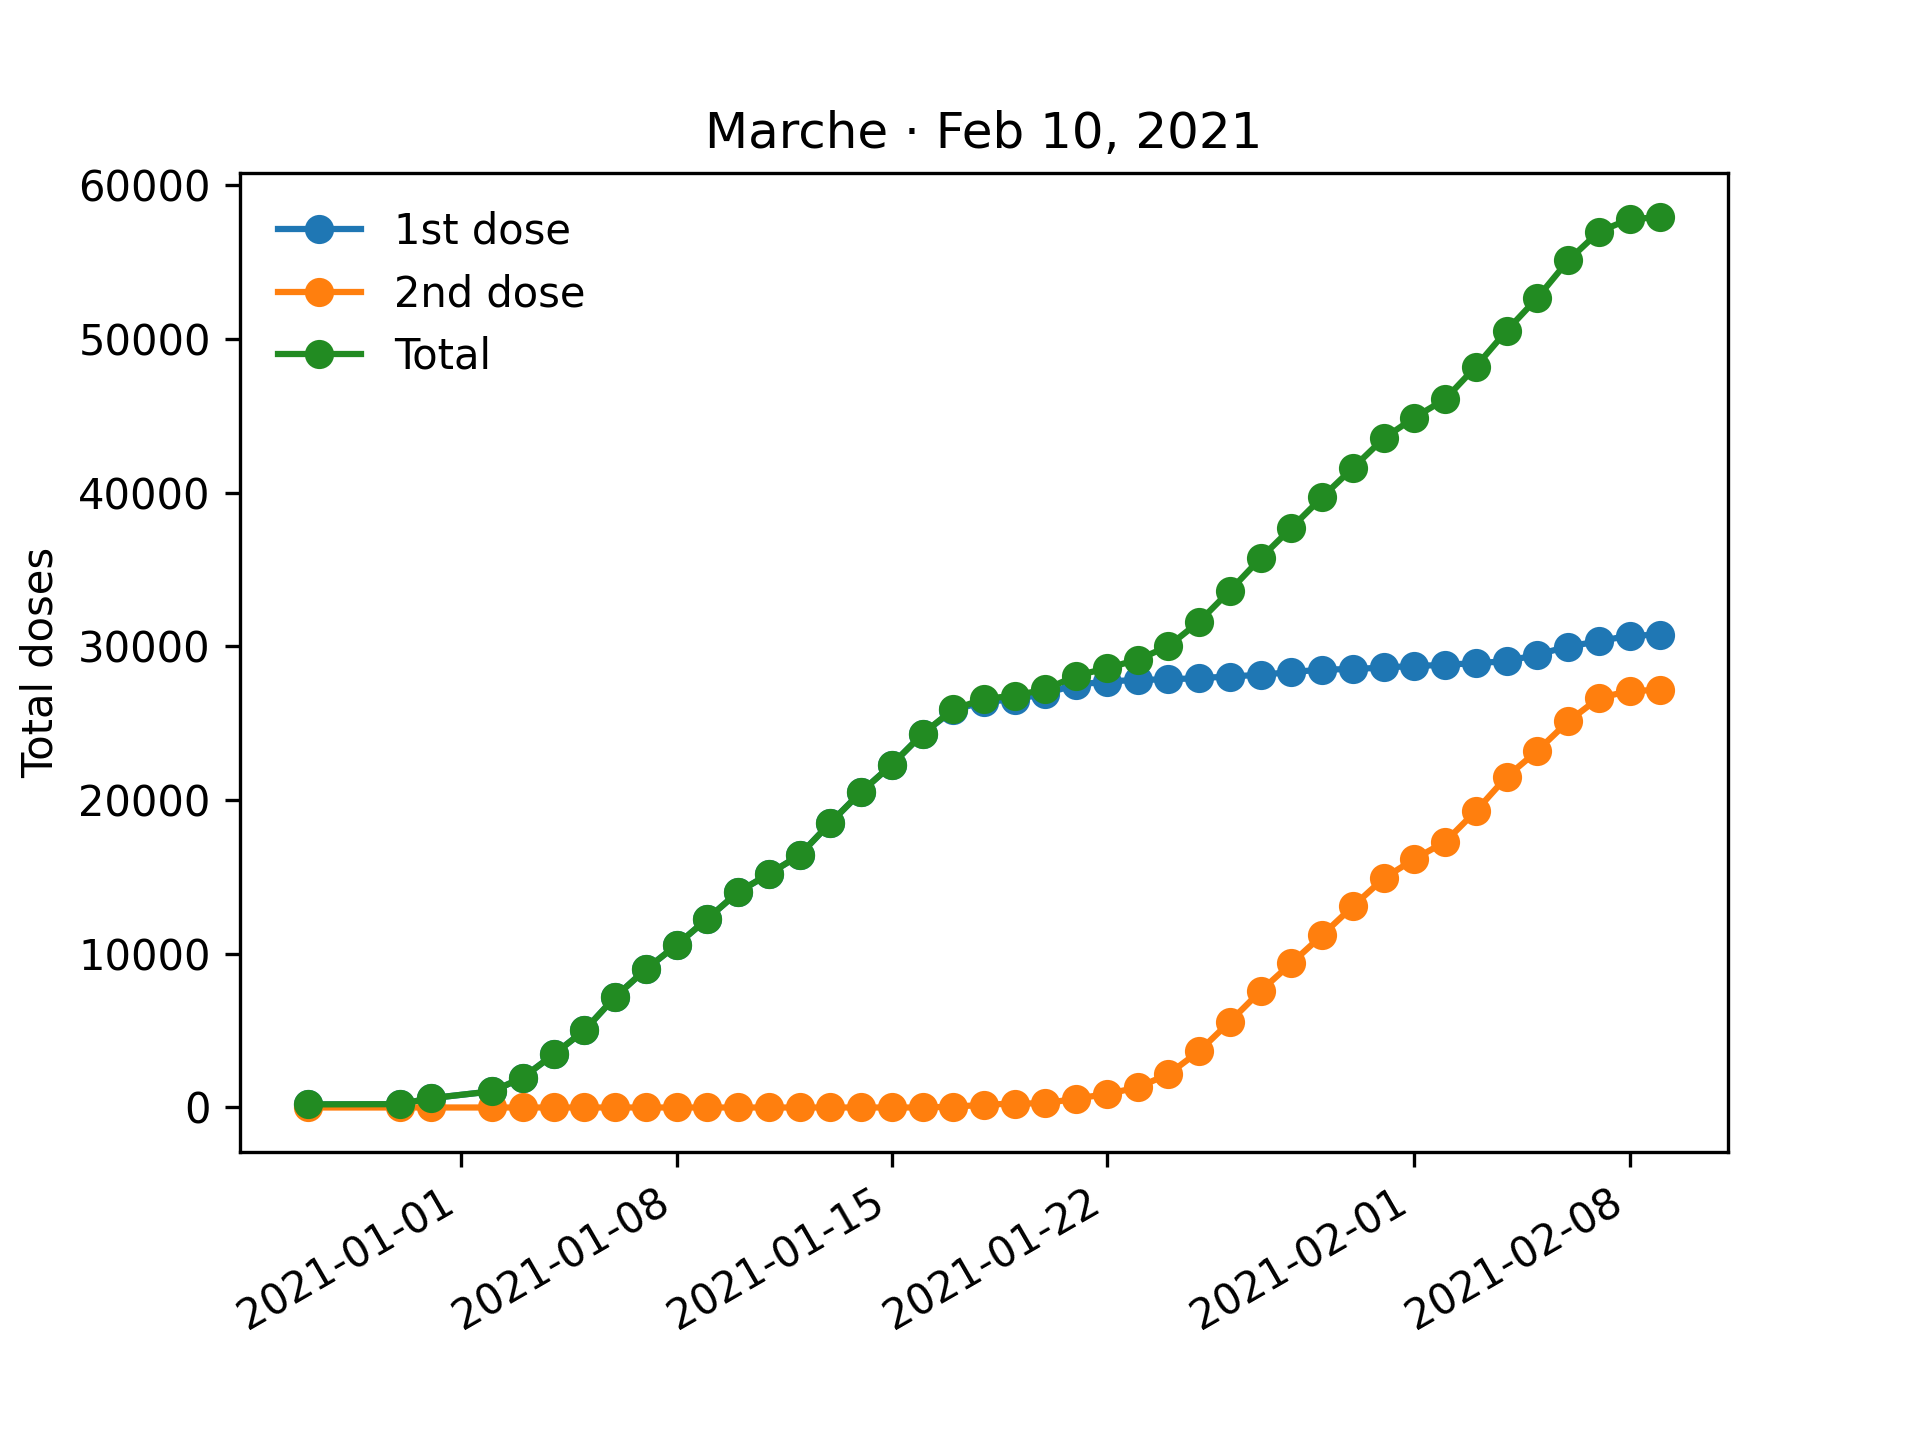 Marche · Feb 10, 2021
60000
50000
40000
30000
20000
10000
0
Total doses
1st dose
2nd dose
Total
2021-01-01
2021-01-08
2021-01-15
2021-01-22
2021-02-01
2021-02-08